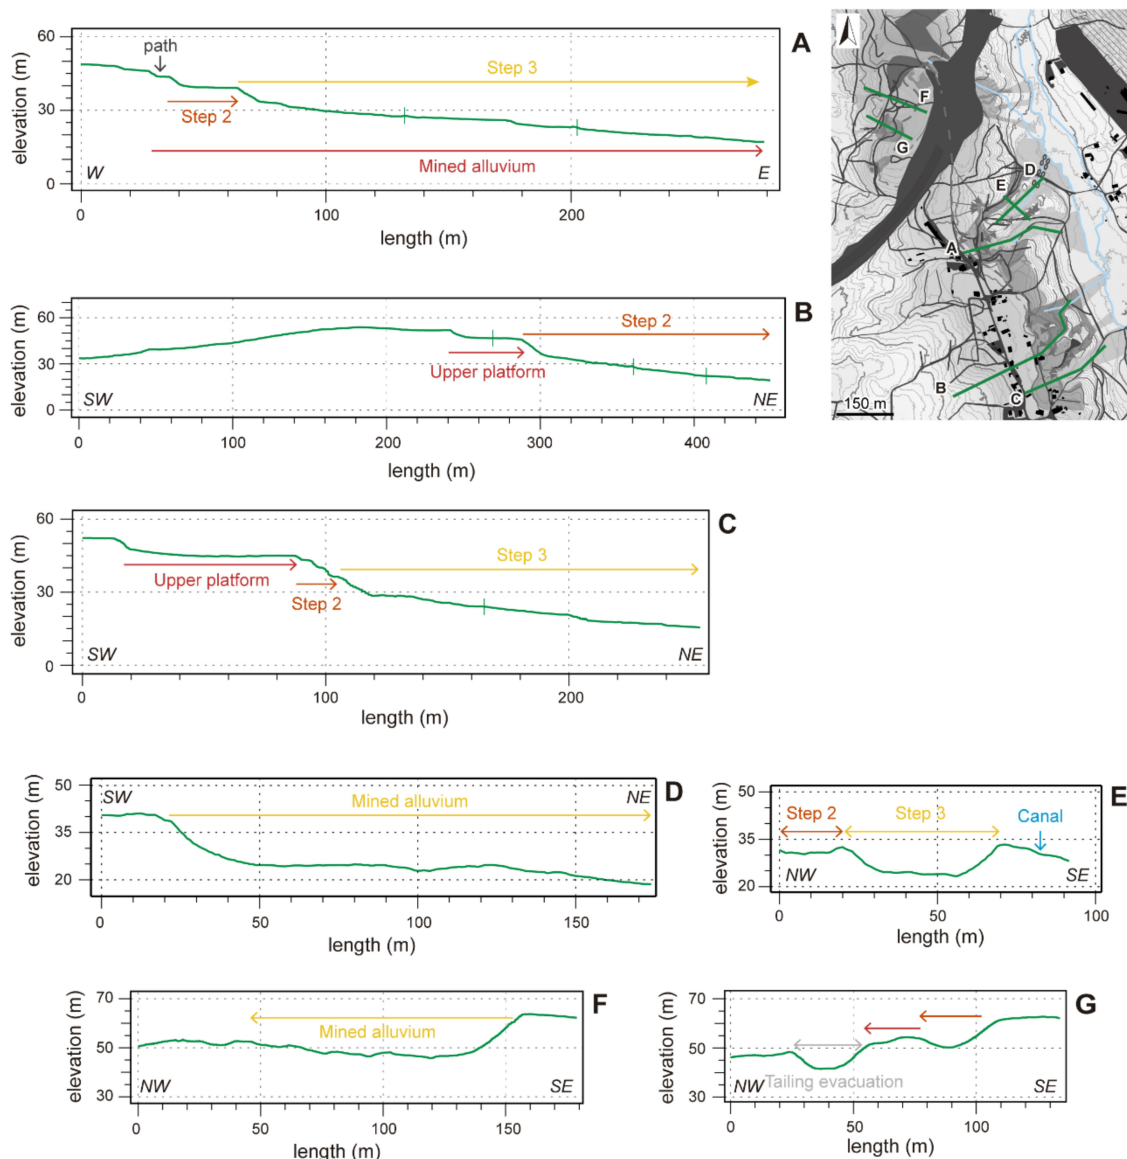 60
A
path
Step 3
30
Step 2
Mined alluvium
0
W
E
elevation (m)
0
100
200
length (m)
F
G
D
E
A
B
C
150 m
60
B
Step 2
30
Upper platform
0
SW
NE
elevation (m)
0
100
200
300
400
length (m)
60
C
Step 3
Upper platform
30
Step 2
0
SW
NE
elevation (m)
0
100
200
length (m)
50
SW
Mined alluvium
NE
D
35
20
elevation (m)
0
50
100
150
length (m)
50
E
Step 2
Step 3
Canal
35
NW
SE
20
elevation (m)
0
50
100
length (m)
70
F
Mined alluvium
50
NW
SE
30
elevation (m)
0
50
100
150
length (m)
70
G
50
Tailing evacuation
NW
SE
30
elevation (m)
0
50
100
length (m)